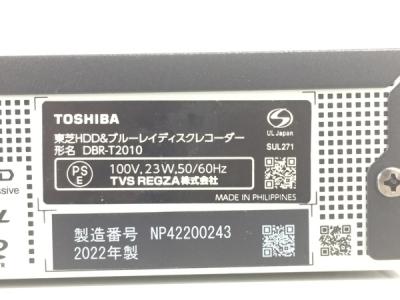 TOSHIBA
東芝HDD&ブルーレイディスクレコーダー
形名 DBR-T2010
UL Japan
SUL271
PS
E
100V, 23W, 50/60Hz
TVS REGZA株式会社
MADE IN PHILIPPINES
製造番号 NP42200243
2022年製